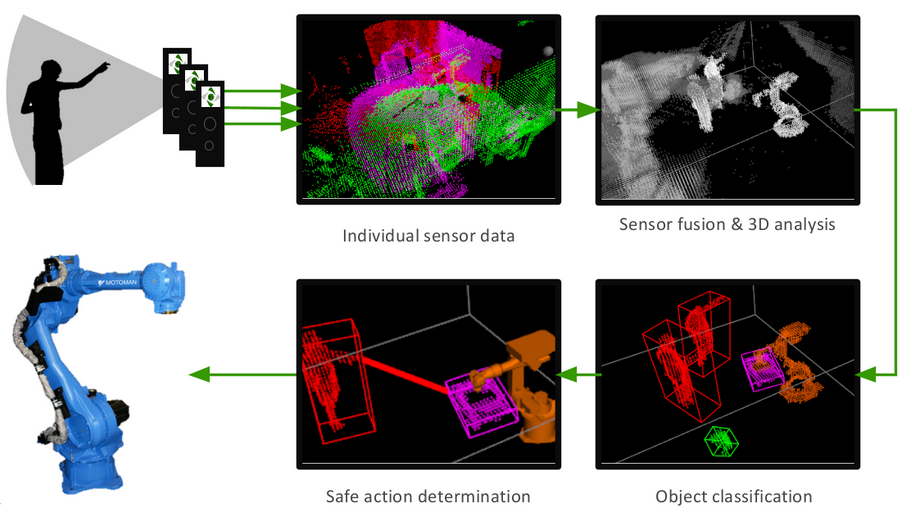 Individual sensor data
Sensor fusion & 3D analysis
MOTOMAN
Safe action determination
Object classification